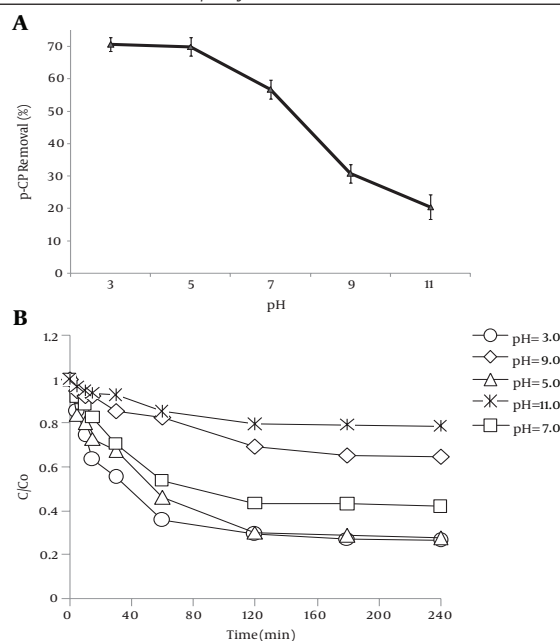 A
70
60
50
40
30
20
10
0
p-CP Removal (%)
3 5 7 9 11
pH
B
1.2
1
0.8
0.6
0.4
0.2
0
C/Co
0 40 80 120 160 200 240
Time(min)
pH= 3.0
pH= 9.0
pH= 5.0
pH=11.0
pH= 7.0